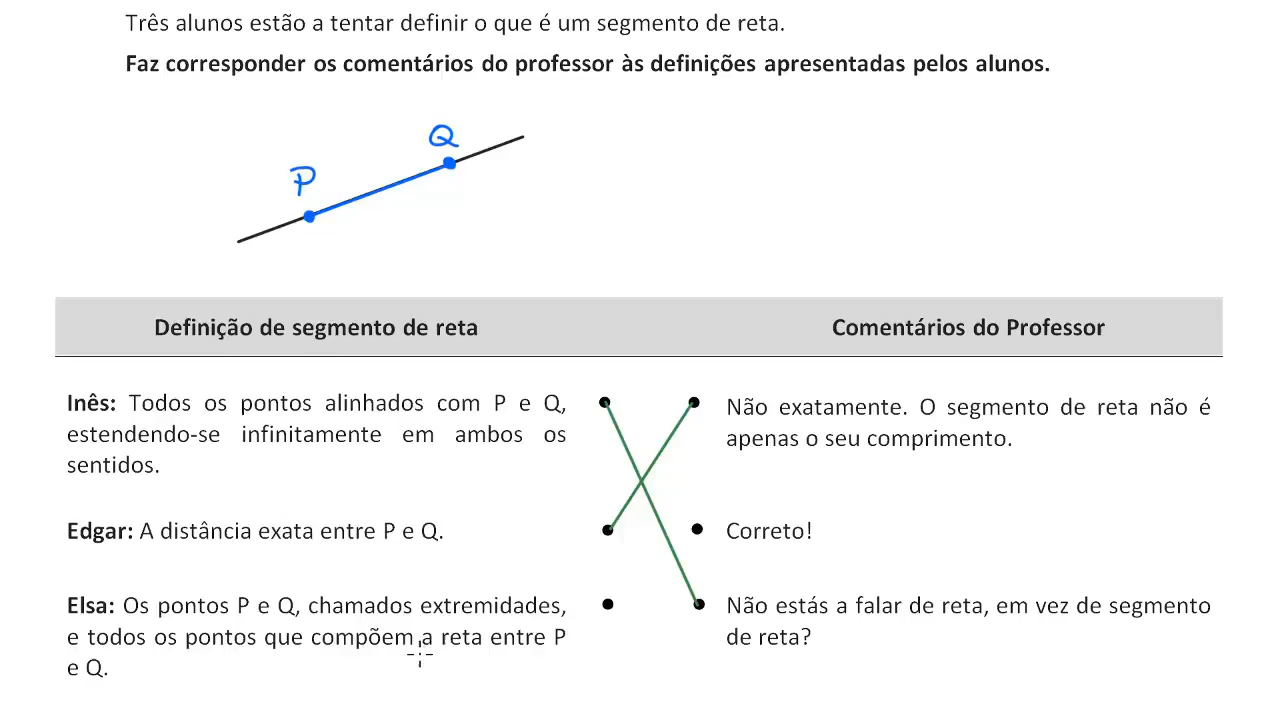 Três alunos estão a tentar definir o que é um segmento de reta.
Faz corresponder os comentários do professor às definições apresentadas pelos alunos.
Q
P
Definição de segmento de reta
Comentários do Professor
Inês: Todos os pontos alinhados com P e Q,
estendendo-se infinitamente em ambos os
sentidos.
Não exatamente. O segmento de reta não é
apenas o seu comprimento.
Edgar: A distância exata entre P e Q.
Correto!
Elsa: Os pontos P e Q, chamados extremidades,
e todos os pontos que compõem a reta entre P
e Q.
Não estás a falar de reta, em vez de segmento
de reta?